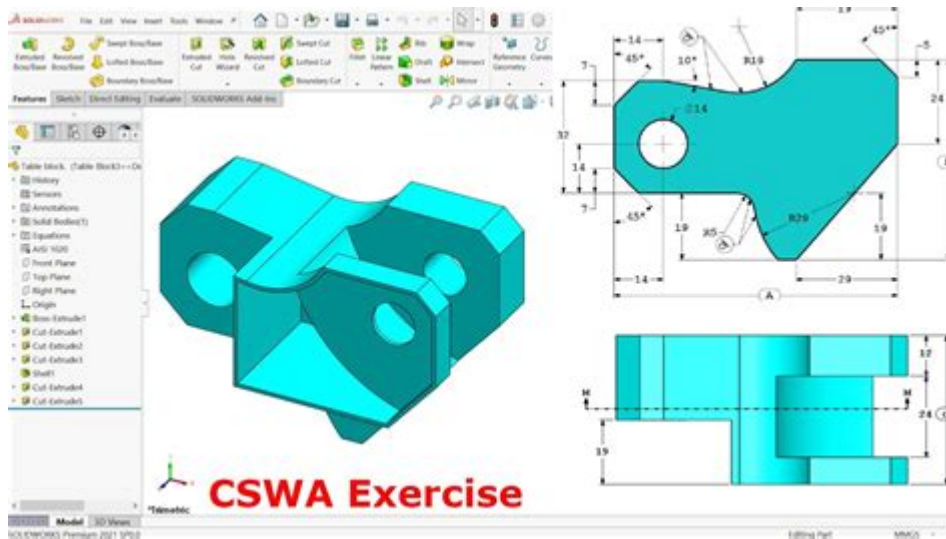 SOLIDWORKS File Edit View Insert Tools Window
Extruded Boss/Base
Revolved Boss/Base
Swept Boss/Base
Lofted Boss/Base
Boundary Boss/Base
Extruded Cut
Hole Wizard
Revolved Cut
Swept Cut
Lofted Cut
Boundary Cut
Fillet
Linear Pattern
Rib
Draft
Shell
Wrap
Intersect
Mirror
Reference Geometry
Curves
Features Sketch Direct Editing Evaluate SOLIDWORKS Add-Ins
History
Sensors
Annotations
Solid Bodies(1)
Equations
AISI 1020
Front Plane
Top Plane
Right Plane
Origin
Boss-Extrude1
Cut-Extrude1
Cut-Extrude2
Cut-Extrude3
Shell1
Cut-Extrude4
Cut-Extrude5
*Trimetric
CSWA Exercise
Model 3D Views
SOLIDWORKS Premium 2021 SP0.0
Editing Part MMGS
19
14
45°
45°
10°
R19
5
7
∅14
32
24
14
7
45°
19
R5
R29
19
14
29
A
12
M M
24
19